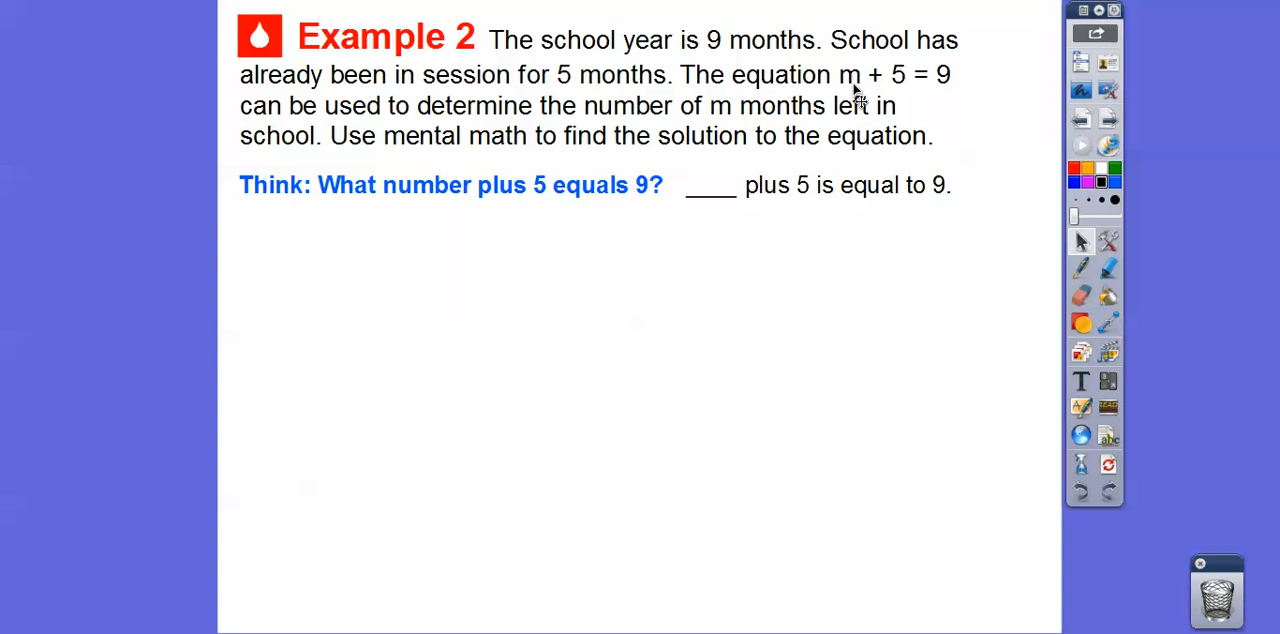 Example 2 The school year is 9 months. School has
already been in session for 5 months. The equation m + 5 = 9
can be used to determine the number of m months left in
school. Use mental math to find the solution to the equation.
Think: What number plus 5 equals 9? ____ plus 5 is equal to 9.